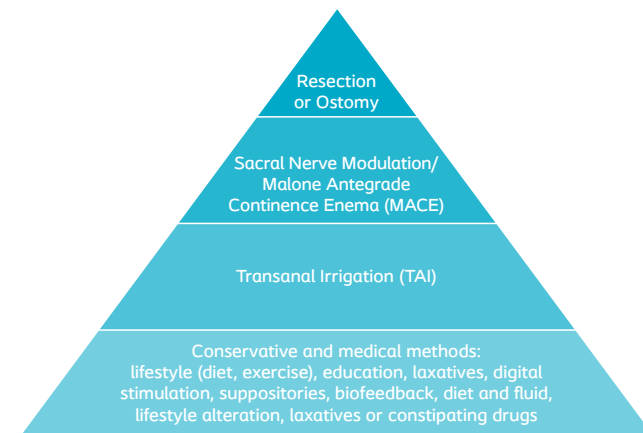 Resection
or Ostomy
Sacral Nerve Modulation/
Malone Antegrade
Continence Enema (MACE)
Transanal Irrigation (TAI)
Conservative and medical methods:
lifestyle (diet, exercise), education, laxatives, digital
stimulation, suppositories, biofeedback, diet and fluid,
lifestyle alteration, laxatives or constipating drugs